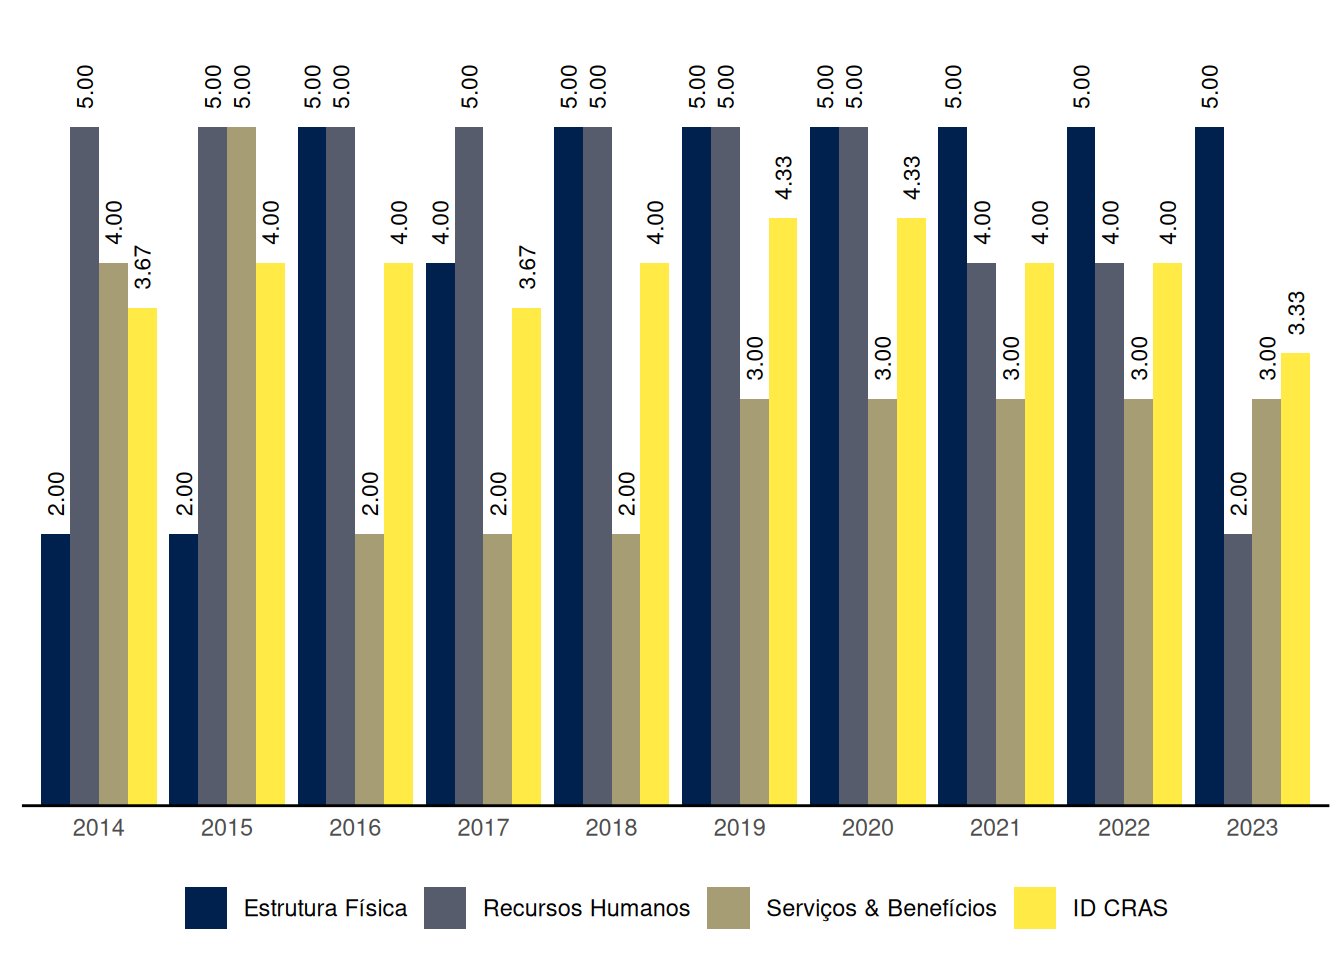 2.00 5.00 4.00 3.67 2.00 5.00 5.00 4.00 5.00 5.00 2.00 4.00 4.00 5.00 2.00 3.67 5.00 5.00 2.00 4.00 5.00 5.00 3.00 4.33 5.00 5.00 3.00 4.33 5.00 4.00 3.00 4.00 5.00 4.00 3.00 4.00 5.00 2.00 3.00 3.33
2014 2015 2016 2017 2018 2019 2020 2021 2022 2023
Estrutura Física Recursos Humanos Serviços & Benefícios ID CRAS